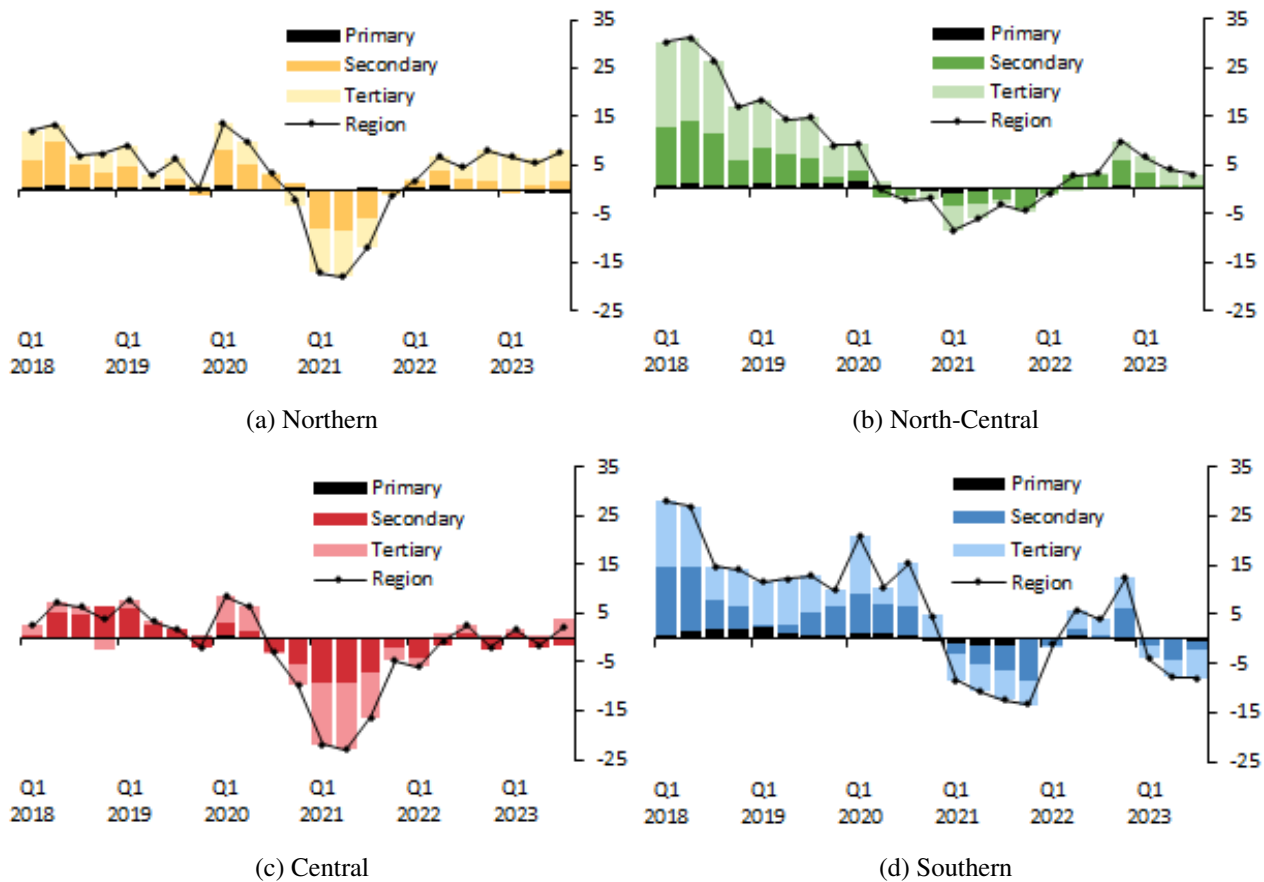 Primary
Secondary
Tertiary
Region
35
25
15
5
-5
-15
-25
Q1 Q1 Q1 Q1 Q1 Q1
2018 2019 2020 2021 2022 2023
(a) Northern
Primary
Secondary
Tertiary
Region
35
25
15
5
-5
-15
-25
Q1 Q1 Q1 Q1 Q1 Q1
2018 2019 2020 2021 2022 2023
(b) North-Central
Primary
Secondary
Tertiary
Region
35
25
15
5
-5
-15
-25
Q1 Q1 Q1 Q1 Q1 Q1
2018 2019 2020 2021 2022 2023
(c) Central
Primary
Secondary
Tertiary
Region
35
25
15
5
-5
-15
-25
Q1 Q1 Q1 Q1 Q1 Q1
2018 2019 2020 2021 2022 2023
(d) Southern